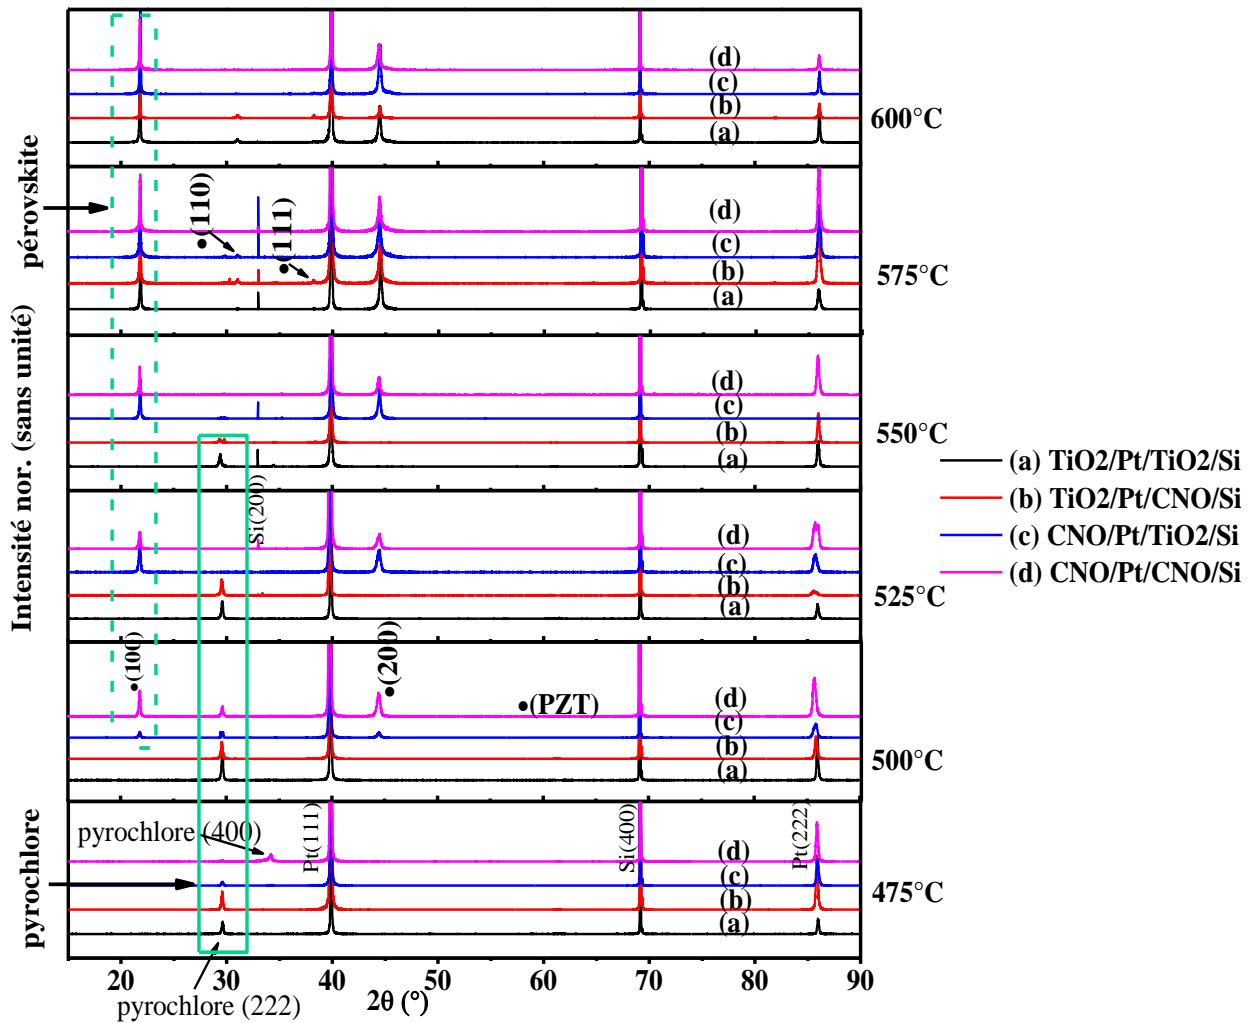 (d)
(c)
(b)
(a)
600°C
pérovskite
•(110)
•(111)
(d)
(c)
(b)
(a)
575°C
Intensité nor. (sans unité)
(d)
(c)
(b)
(a)
550°C
Si(200)
(d)
(c)
(b)
(a)
525°C
•(100)
•(200)
•(PZT)
(d)
(c)
(b)
(a)
500°C
pyrochlore
pyrochlore (400)
Pt(111)
Si(400)
Pt(222)
(d)
(c)
(b)
(a)
475°C
20 30 40 50 60 70 80 90
pyrochlore (222)
2θ (°)
(a) TiO2/Pt/TiO2/Si
(b) TiO2/Pt/CNO/Si
(c) CNO/Pt/TiO2/Si
(d) CNO/Pt/CNO/Si